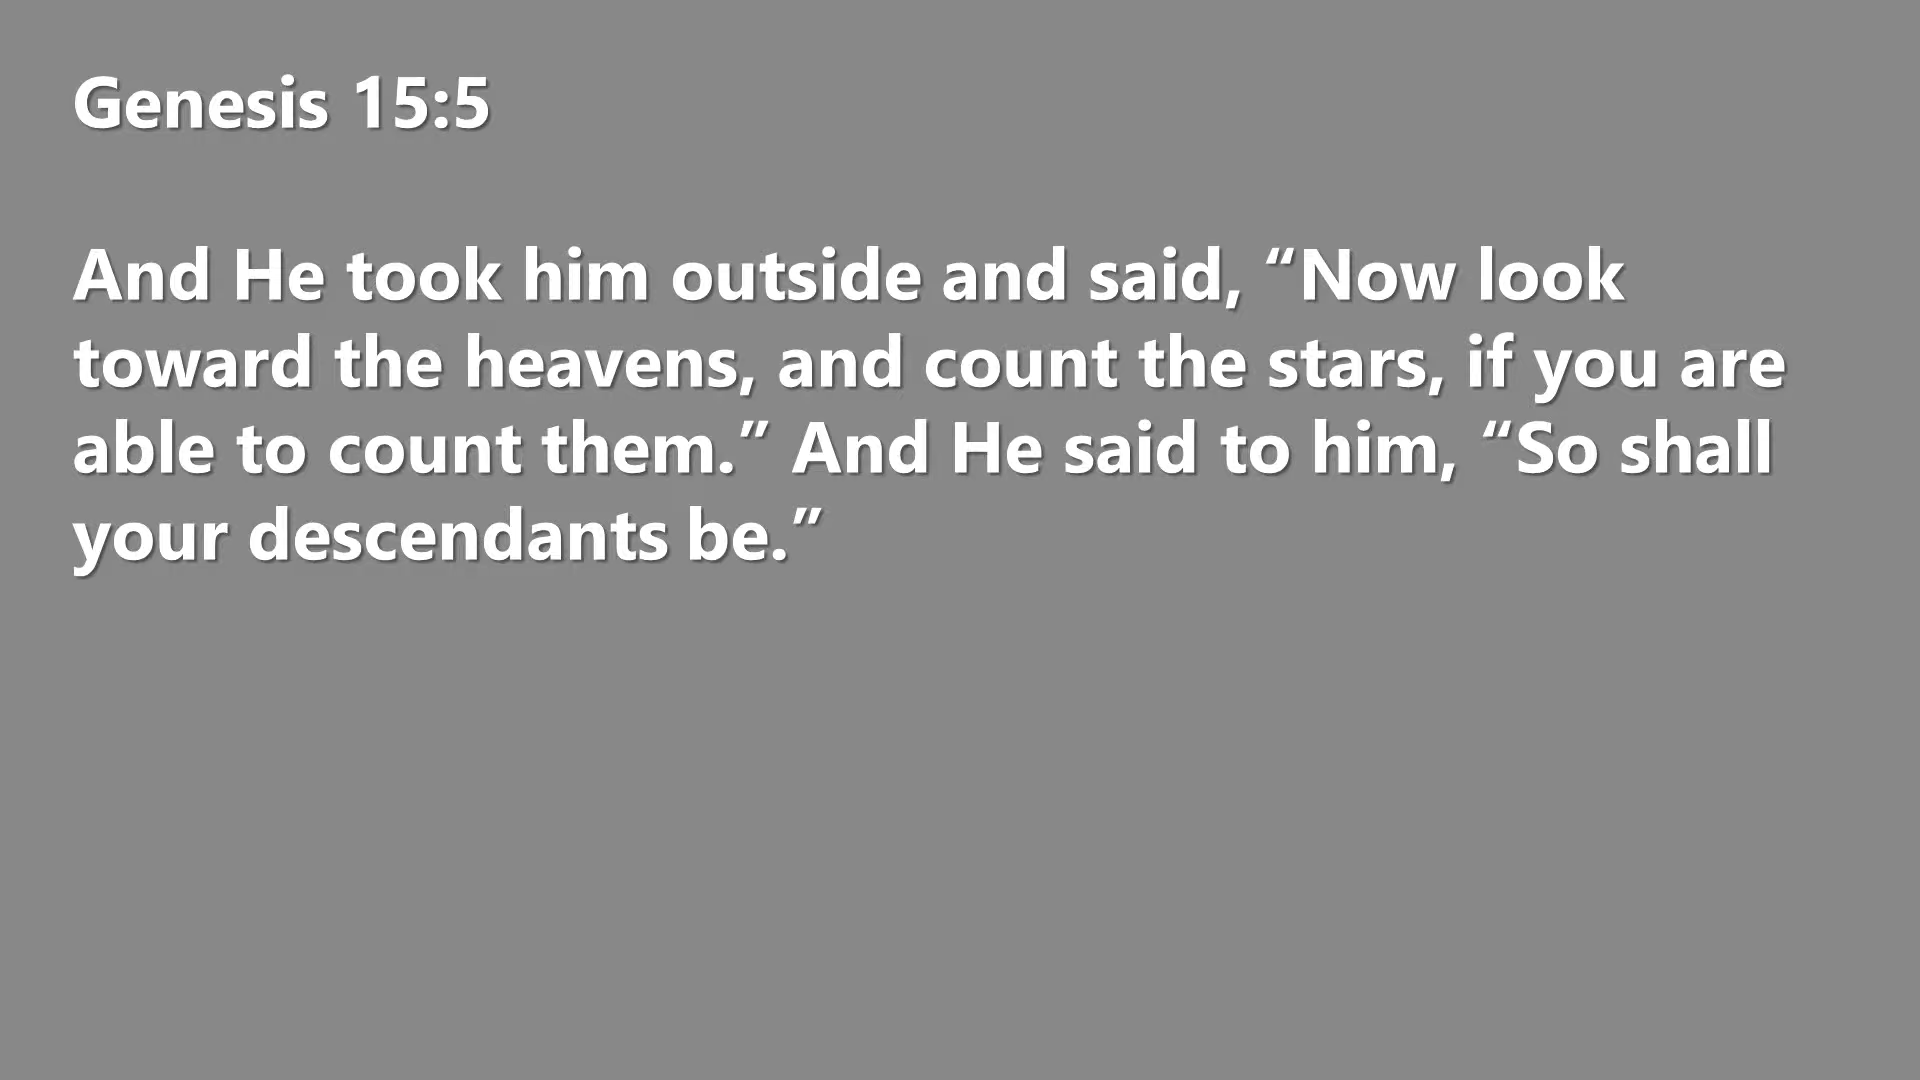 Genesis 15:5
And He took him outside and said, “Now look
toward the heavens, and count the stars, if you are
able to count them.” And He said to him, “So shall
your descendants be.”